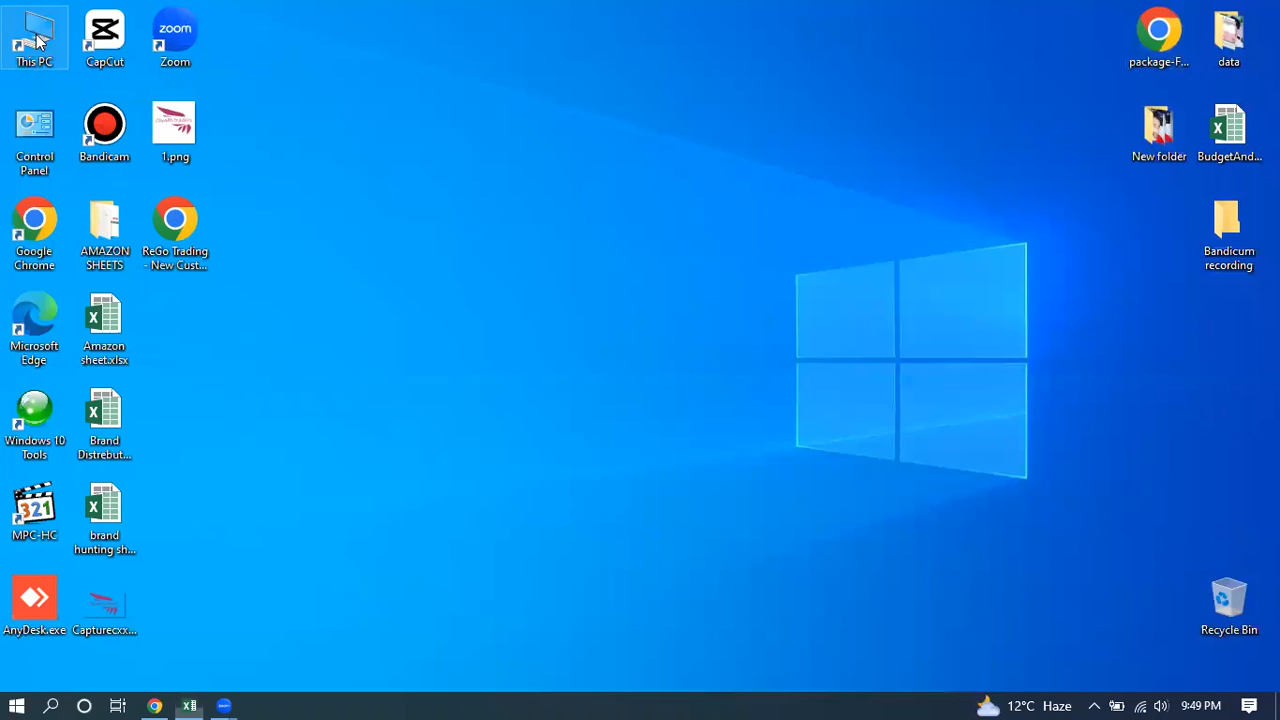 This PC
CapCut
zoom
Zoom
package-F...
data
Control
Panel
Bandicam
1.png
New folder
BudgetAnd...
Google
Chrome
AMAZON
SHEETS
ReGo Trading
- New Cust...
Bandicum
recording
Microsoft
Edge
Amazon
sheet.xlsx
Windows 10
Tools
Brand
Distribut...
321
MPC-HC
brand
hunting sh...
AnyDesk.exe
Capturecxx...
Recycle Bin
12°C Haze
9:49 PM